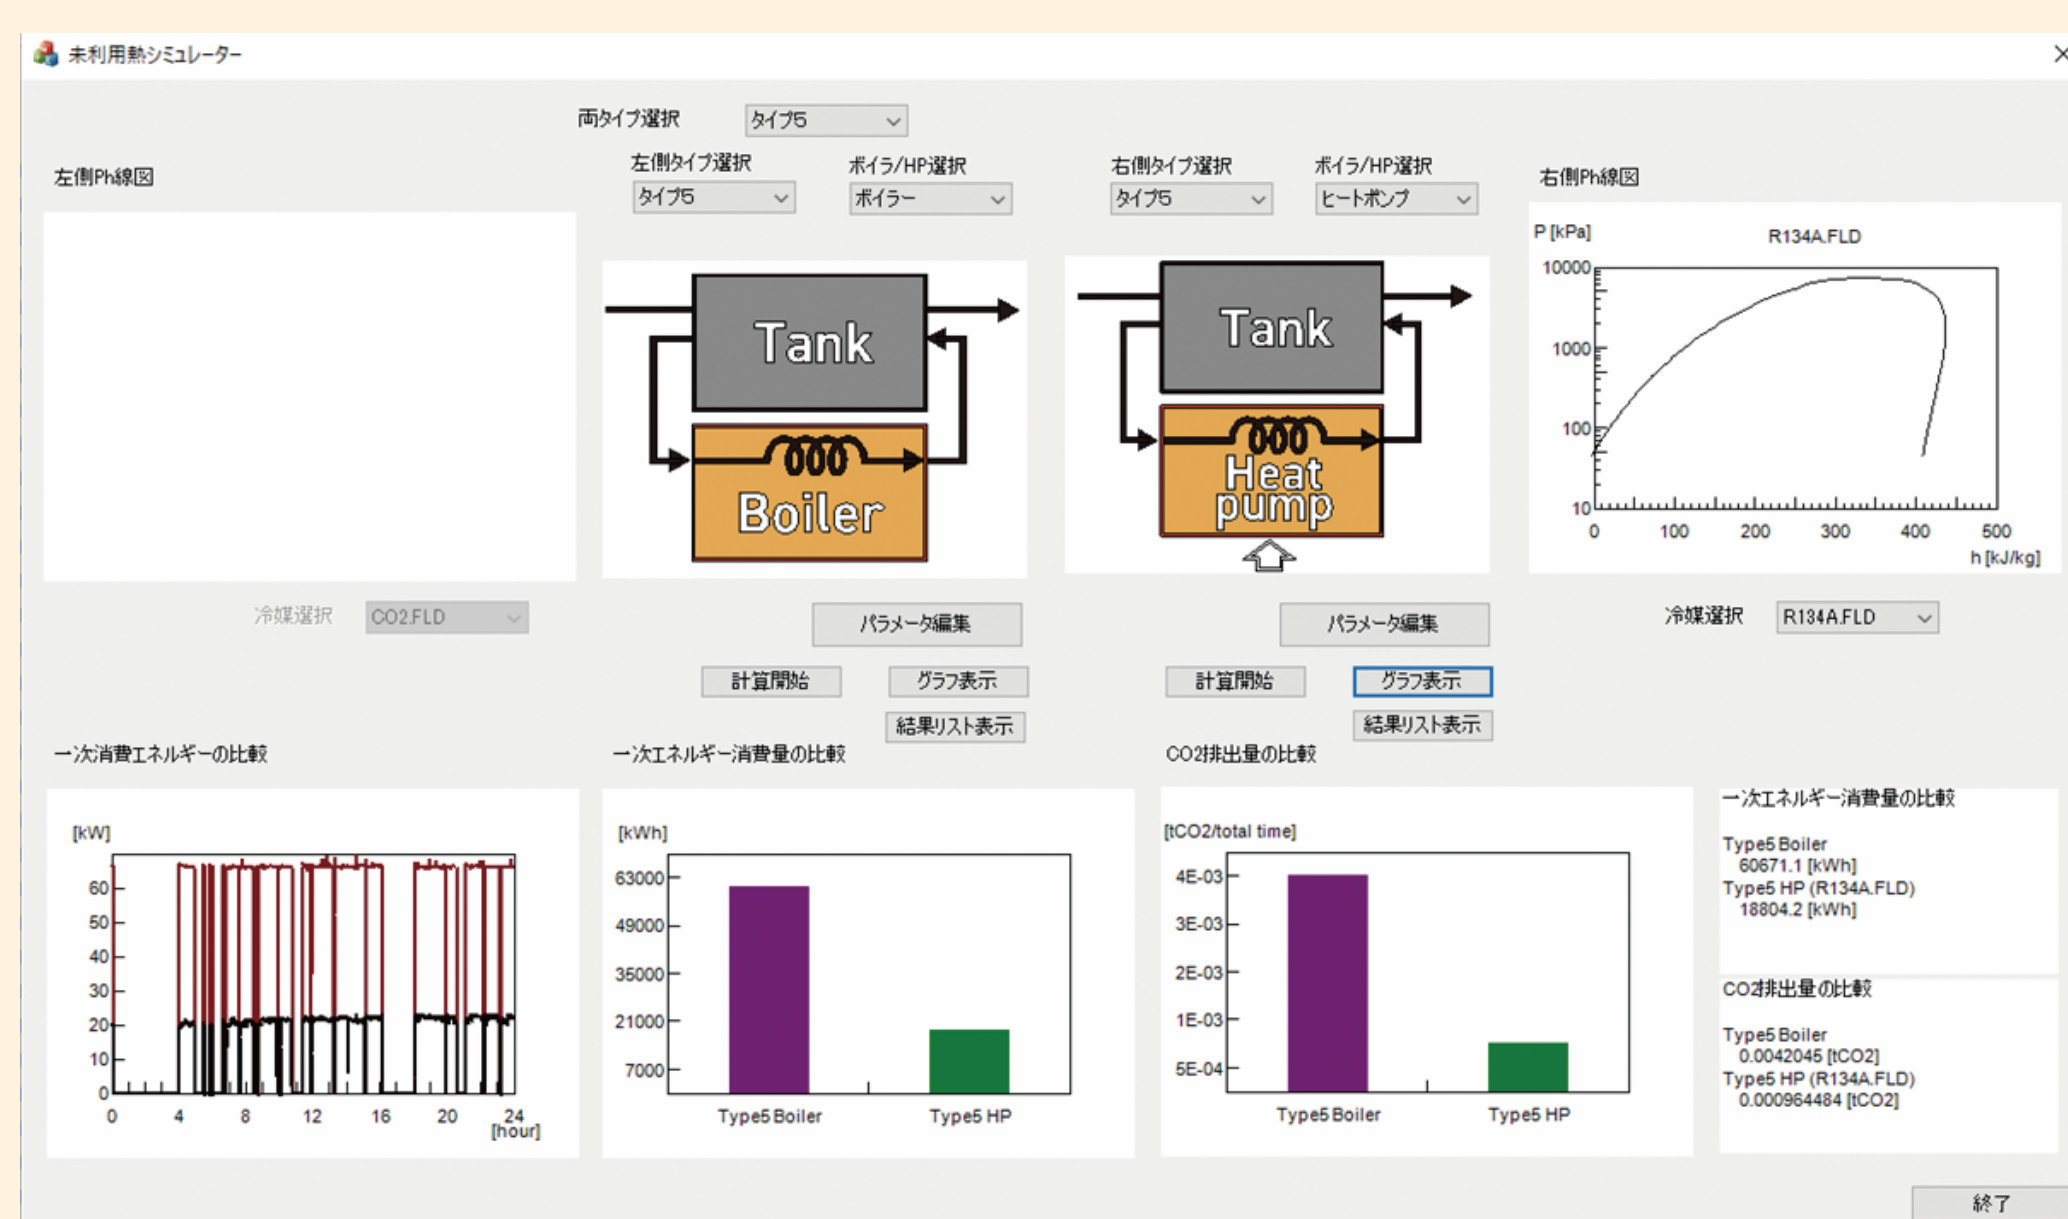 未利用熱シミュレーター
両タイプ選択 タイプ5
左側Ph線図
左側タイプ選択 ボイラ/HP選択
タイプ5 ボイラー
右側タイプ選択 ボイラ/HP選択
タイプ5 ヒートポンプ
右側Ph線図
Tank
Boiler
Tank
Heat
pump
P [kPa]
R134A.FLD
10000
1000
100
10
0 100 200 300 400 500
h [kJ/kg]
冷媒選択 CO2.FLD
パラメータ編集
パラメータ編集
冷媒選択 R134A.FLD
計算開始 グラフ表示
結果リスト表示
計算開始 グラフ表示
結果リスト表示
一次消費エネルギーの比較
[kW]
60
50
40
30
20
10
0
0 4 8 12 16 20 24
[hour]
一次エネルギー消費量の比較
[kWh]
63000
49000
35000
21000
7000
Type5 Boiler Type5 HP
CO2排出量の比較
[tCO2/total time]
4E-03
3E-03
2E-03
1E-03
5E-04
Type5 Boiler Type5 HP
一次エネルギー消費量の比較
Type5 Boiler
60671.1 [kWh]
Type5 HP (R134A.FLD)
18804.2 [kWh]
CO2排出量の比較
Type5 Boiler
0.0042045 [tCO2]
Type5 HP (R134A.FLD)
0.000964484 [tCO2]
終了